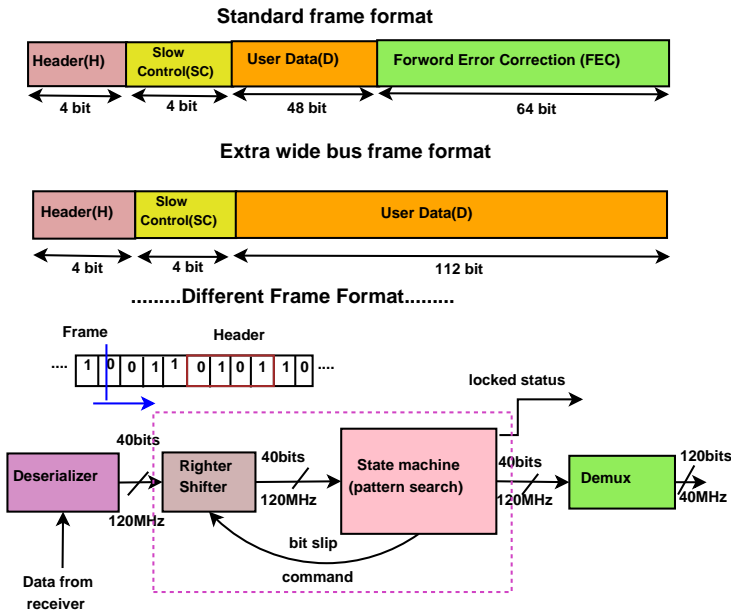 Standard frame format
Header(H)
Slow
Control(SC)
User Data(D)
Forword Error Correction (FEC)
4 bit
4 bit
48 bit
64 bit
Extra wide bus frame format
Header(H)
Slow
Control(SC)
User Data(D)
4 bit
4 bit
112 bit
.........Different Frame Format.........
Frame
Header
.... 1 0 0 1 1 0 1 0 1 1 0 ....
locked status
Deserializer
40bits
120MHz
Righter
Shifter
40bits
120MHz
State machine
(pattern search)
40bits
120MHz
Demux
120bits
40MHz
bit slip
command
Data from
receiver